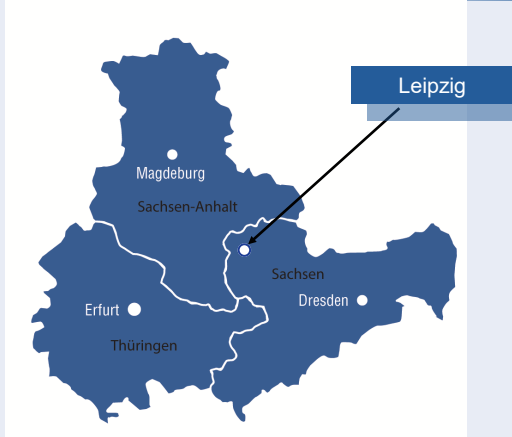 Leipzig
Magdeburg
Sachsen-Anhalt
Sachsen
Dresden
Erfurt
Thüringen